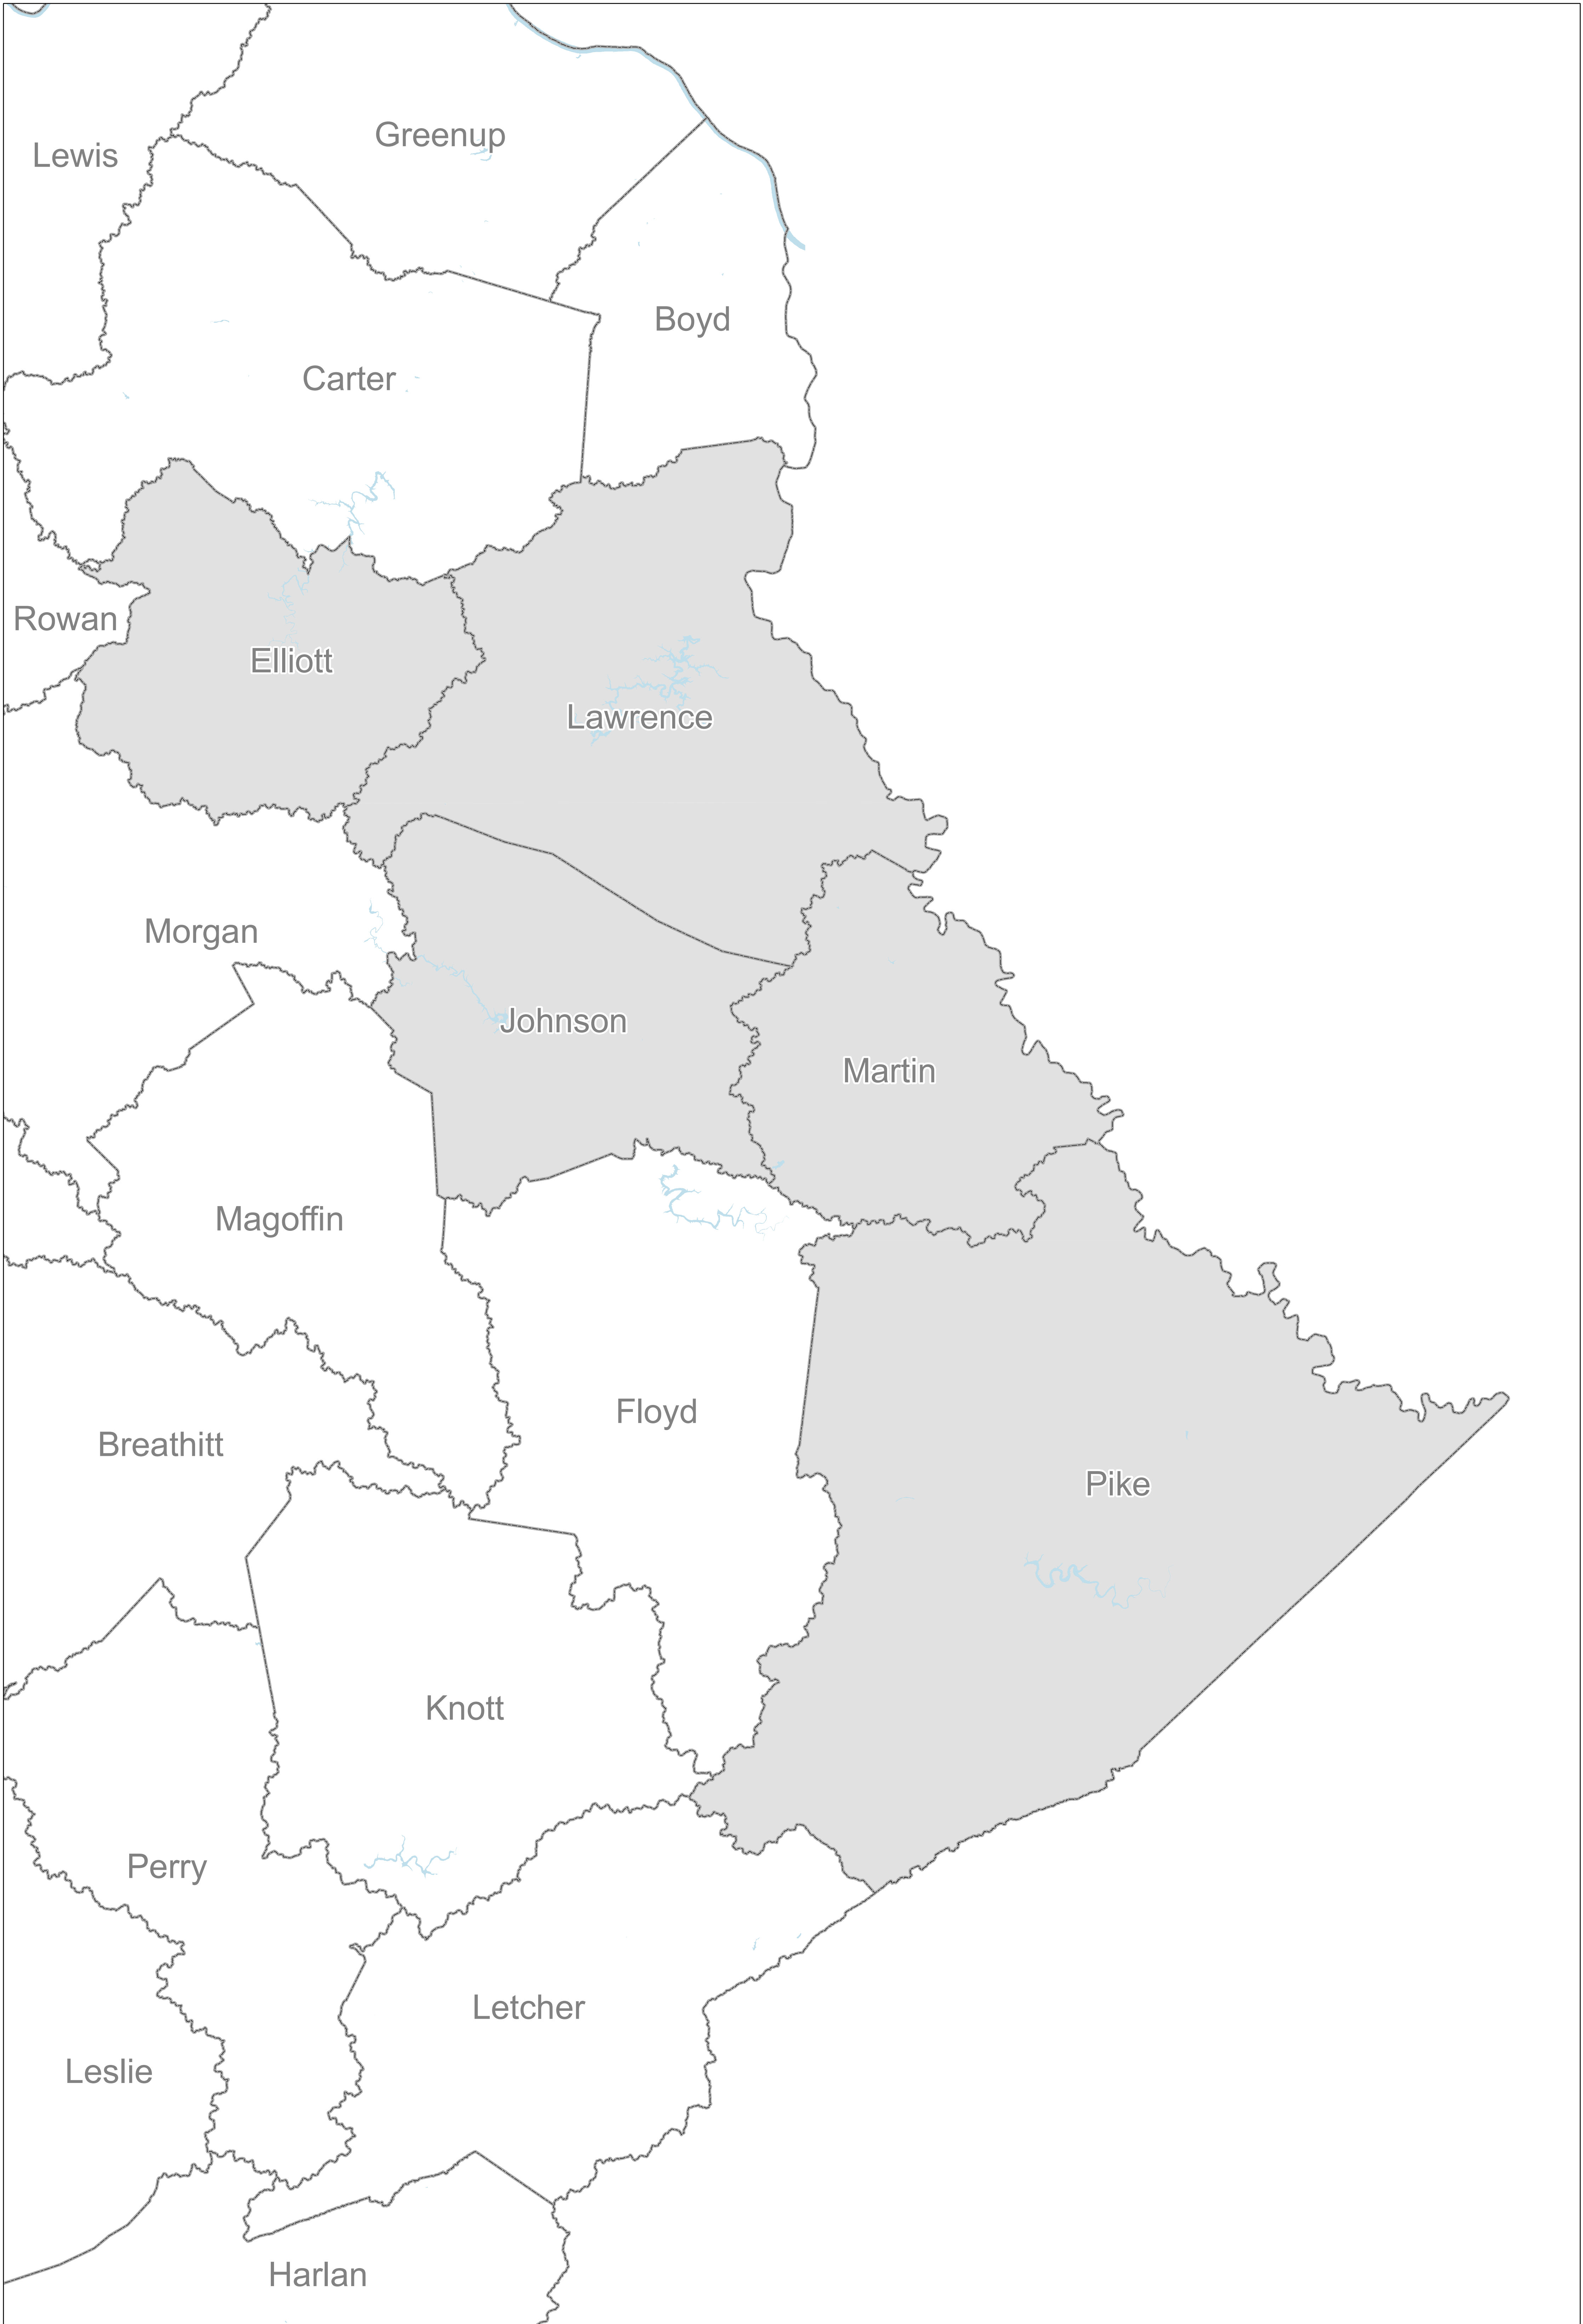 Greenup
Lewis
Boyd
Carter
Rowan
Elliott
Lawrence
Morgan
Johnson
Martin
Magoffin
Floyd
Breathitt
Pike
Knott
Perry
Letcher
Leslie
Harlan